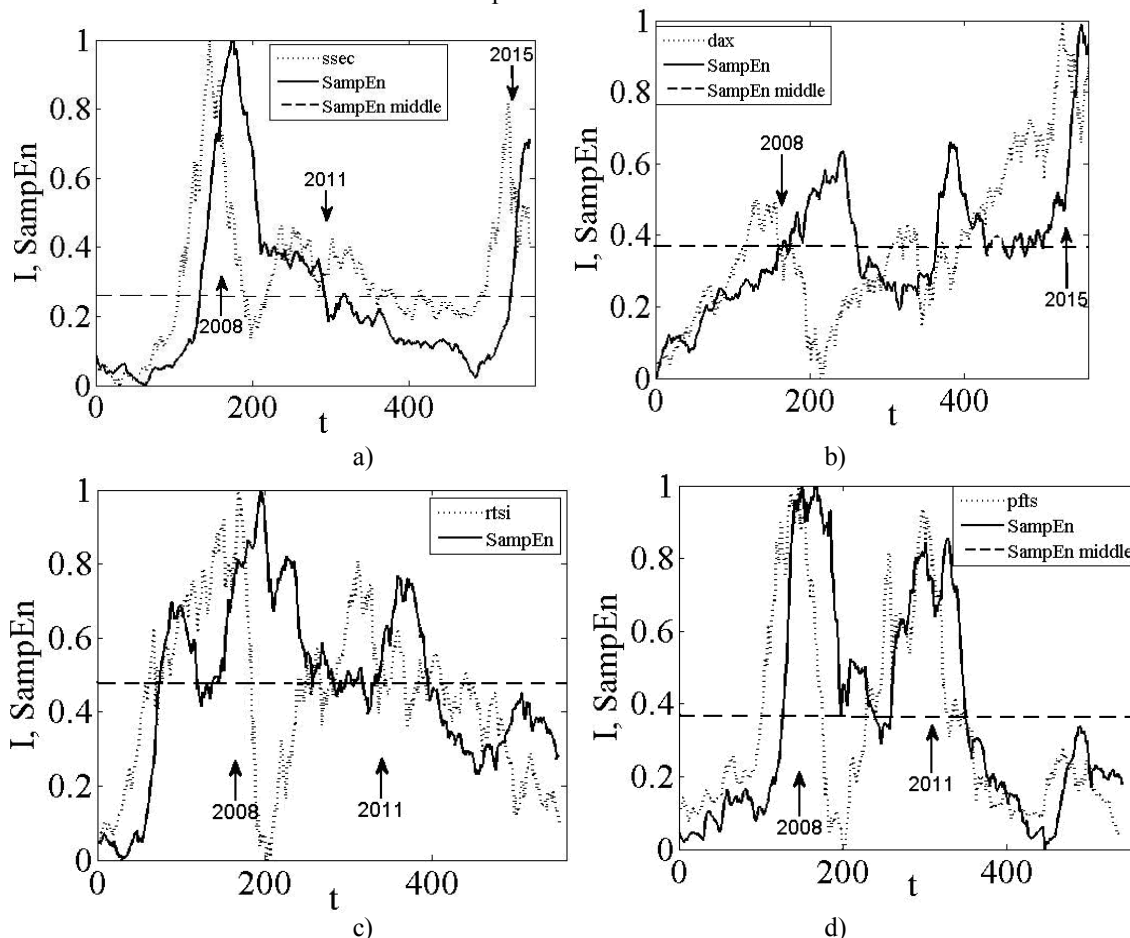 1
0.8
0.6
0.4
0.2
0
I, SampEn
ssec
SampEn
SampEn middle
2008
2011
2015
0
200
400
t
a)
1
0.8
0.6
0.4
0.2
0
I, SampEn
dax
SampEn
SampEn middle
2008
2015
0
200
400
t
b)
1
0.8
0.6
0.4
0.2
0
I, SampEn
rtsi
SampEn
2008
2011
0
200
400
t
c)
1
0.8
0.6
0.4
0.2
0
I, SampEn
pfts
SampEn
SampEn middle
2008
2011
0
200
400
t
d)